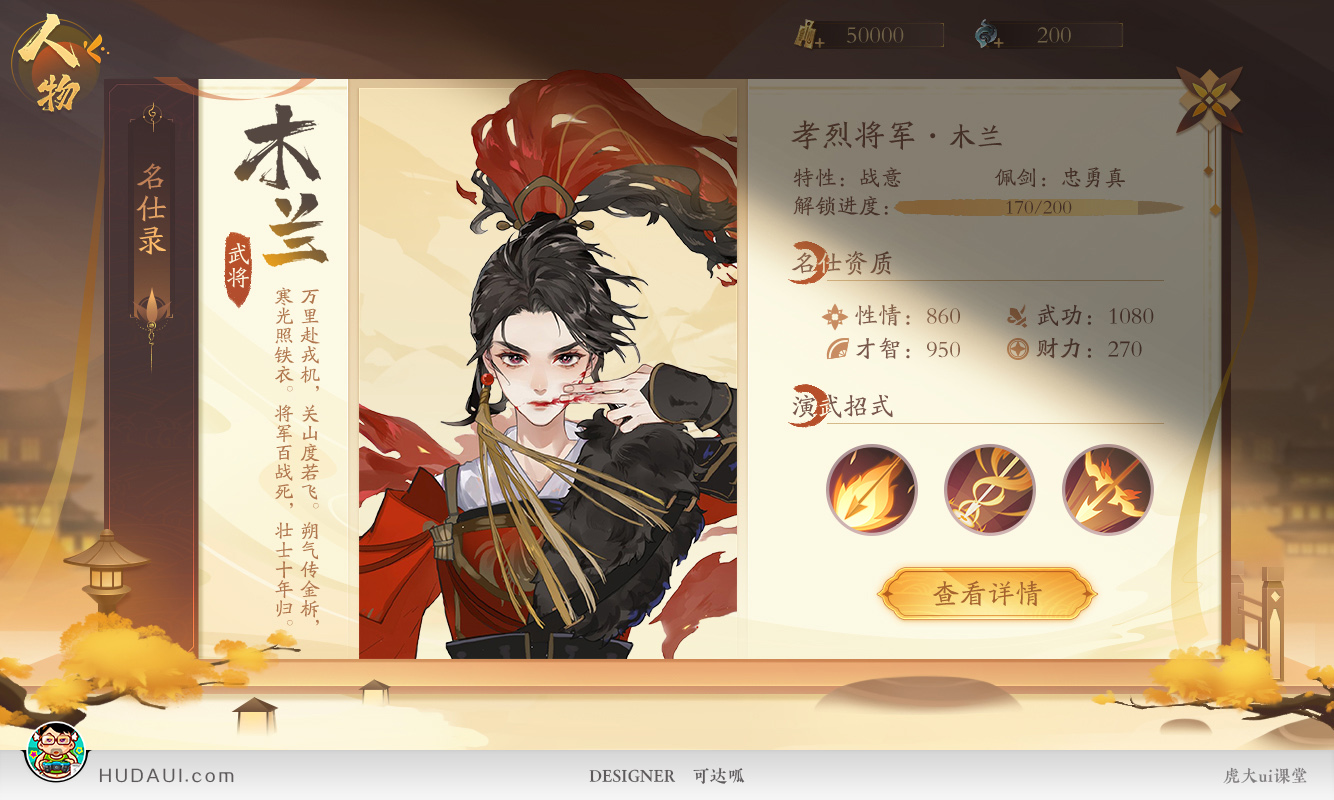 人物
50000
200
名仕录
木兰
武将
万里赴戎机，关山度若飞。朔气传金柝，
寒光照铁衣。将军百战死，壮士十年归。
孝烈将军·木兰
特性：战意
佩剑：忠勇真
解锁进度：170/200
名仕资质
性情：860
武功：1080
才智：950
财力：270
演武招式
查看详情
HUDAUI.com
DESIGNER 可达呱
虎大ui课堂